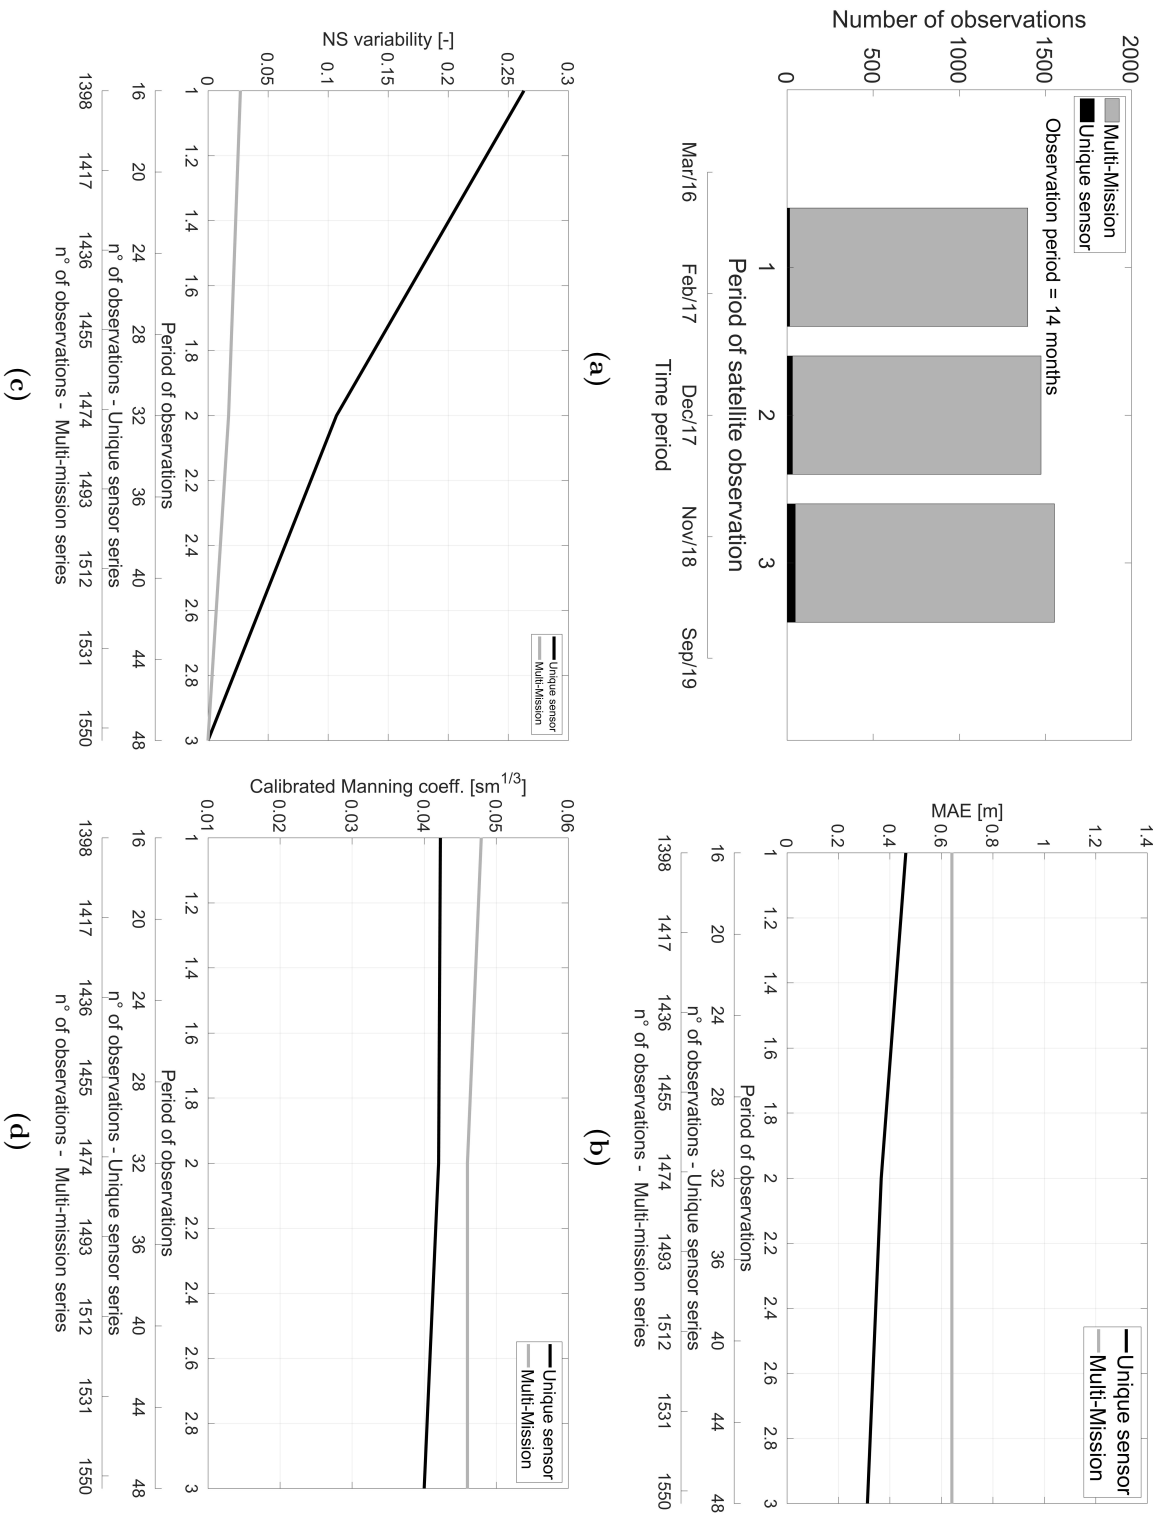 Number of observations
2000
1500
1000
500
0
Multi-Mission
Unique sensor
Observation period = 14 months
1 2 3
Period of satellite observation
Mar/16 Feb/17 Dec/17 Nov/18 Sep/19
Time period
(a)
MAE [m]
1.4
1.2
1
0.8
0.6
0.4
0.2
0
Unique sensor
Multi-Mission
1 1.2 1.4 1.6 1.8 2 2.2 2.4 2.6 2.8 3
Period of observations
16 20 24 28 32 36 40 44 48
n° of observations - Unique sensor series
1398 1417 1436 1455 1474 1493 1512 1531 1550
n° of observations - Multi-mission series
(b)
NS variability [-]
0.3
0.25
0.2
0.15
0.1
0.05
0
Unique sensor
Multi-Mission
1 1.2 1.4 1.6 1.8 2 2.2 2.4 2.6 2.8 3
Period of observations
16 20 24 28 32 36 40 44 48
n° of observations - Unique sensor series
1398 1417 1436 1455 1474 1493 1512 1531 1550
n° of observations - Multi-mission series
(c)
Calibrated Manning coeff. [sm^1/3]
0.06
0.05
0.04
0.03
0.02
0.01
Unique sensor
Multi-Mission
1 1.2 1.4 1.6 1.8 2 2.2 2.4 2.6 2.8 3
Period of observations
16 20 24 28 32 36 40 44 48
n° of observations - Unique sensor series
1398 1417 1436 1455 1474 1493 1512 1531 1550
n° of observations - Multi-mission series
(d)